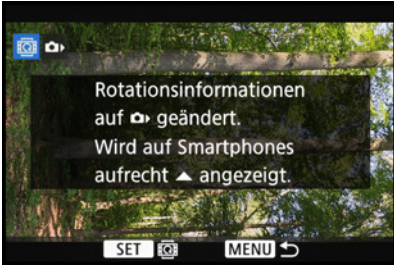 Rotationsinformationen
auf geändert.
Wird auf Smartphones
aufrecht ▲ angezeigt.
SET MENU